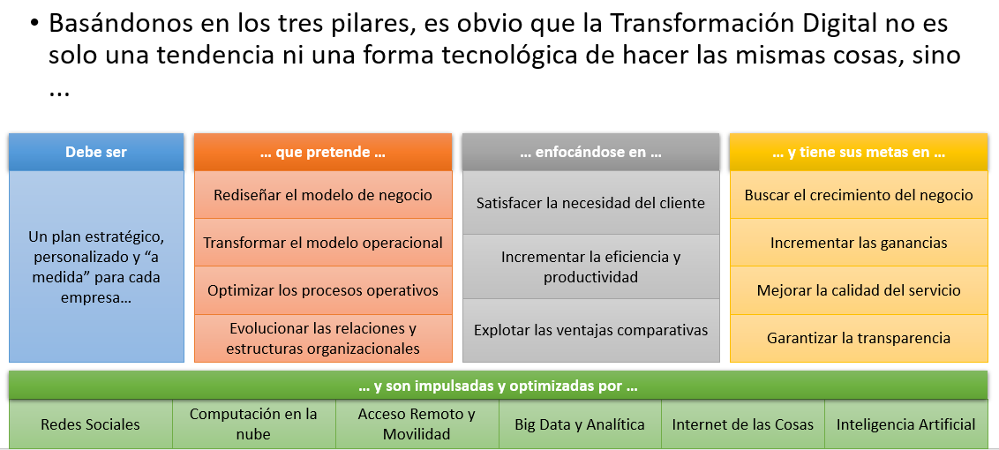 • Basándonos en los tres pilares, es obvio que la Transformación Digital no es
solo una tendencia ni una forma tecnológica de hacer las mismas cosas, sino
...
Debe ser
Un plan estratégico,
personalizado y “a
medida” para cada
empresa...
... que pretende ...
Rediseñar el modelo de negocio
Transformar el modelo operacional
Optimizar los procesos operativos
Evolucionar las relaciones y
estructuras organizacionales
... enfocándose en ...
Satisfacer la necesidad del cliente
Incrementar la eficiencia y
productividad
Explotar las ventajas comparativas
... y tiene sus metas en ...
Buscar el crecimiento del negocio
Incrementar las ganancias
Mejorar la calidad del servicio
Garantizar la transparencia
... y son impulsadas y optimizadas por ...
Redes Sociales
Computación en la
nube
Acceso Remoto y
Movilidad
Big Data y Analítica
Internet de las Cosas
Inteligencia Artificial